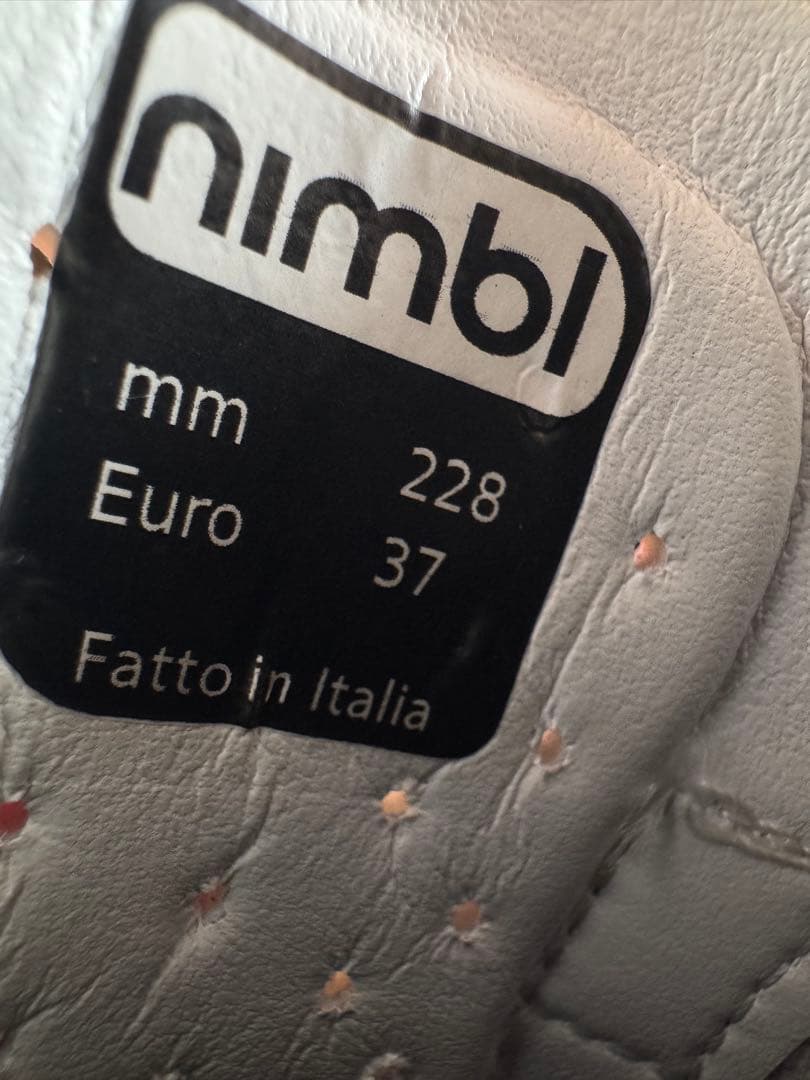 nimbl
mm 228
Euro 37
Fatto in Italia